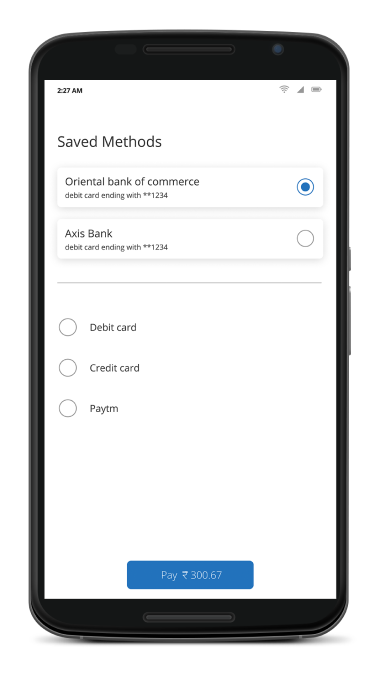 2:27 AM
Saved Methods
Oriental bank of commerce
debit card ending with **1234
Axis Bank
debit card ending with **1234
Debit card
Credit card
Paytm
Pay ₹ 300.67